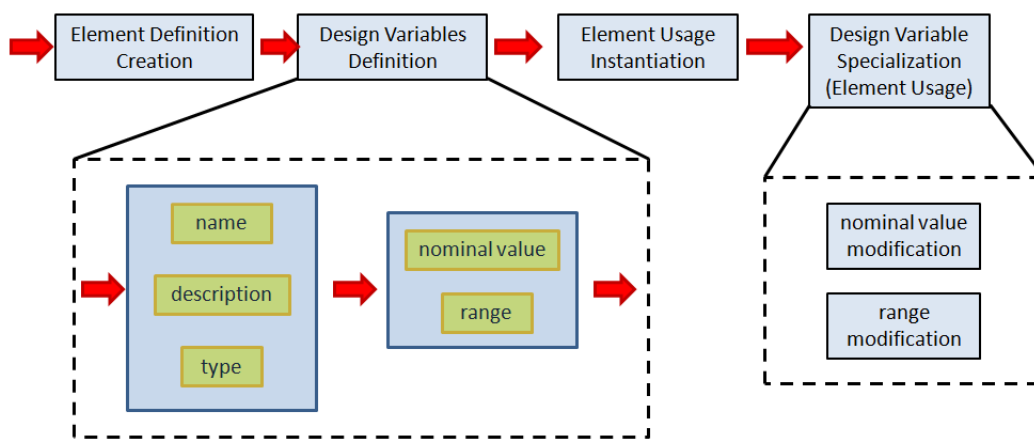 Element Definition
Creation
Design Variables
Definition
Element Usage
Instantiation
Design Variable
Specialization
(Element Usage)
name
description
type
nominal value
range
nominal value
modification
range
modification